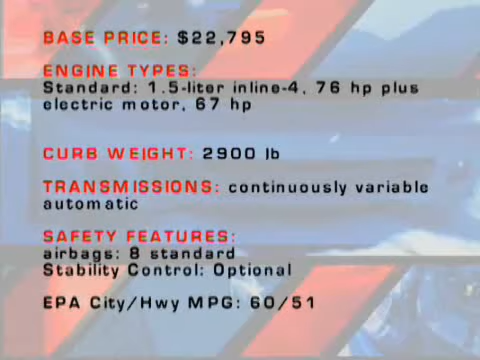 BASE PRICE: $22,795
ENGINE TYPES:
Standard: 1.5-liter inline-4, 76 hp plus
electric motor, 67 hp
CURB WEIGHT: 2900 lb
TRANSMISSIONS: continuously variable
automatic
SAFETY FEATURES:
airbags: 8 standard
Stability Control: Optional
EPA City/Hwy MPG: 60/51